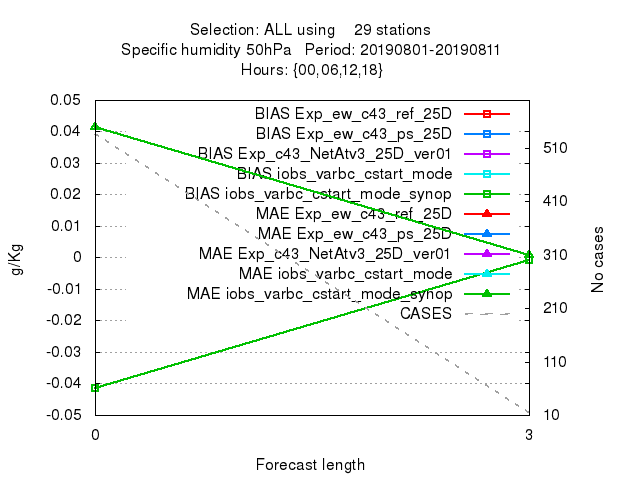 Selection: ALL using 29 stations
Specific humidity 50hPa Period: 20190801-20190811
Hours: {00,06,12,18}
BIAS Exp_ew_c43_ref_25D
BIAS Exp_ew_c43_ps_25D
BIAS Exp_c43_NetAtv3_25D_ver01
BIAS iobs_varbc_cstart_mode
BIAS iobs_varbc_cstart_mode_synop
MAE Exp_ew_c43_ref_25D
MAE Exp_ew_c43_ps_25D
MAE Exp_c43_NetAtv3_25D_ver01
MAE iobs_varbc_cstart_mode
MAE iobs_varbc_cstart_mode_synop
CASES
0.05
0.04
0.03
0.02
0.01
0
-0.01
-0.02
-0.03
-0.04
-0.05
g/Kg
510
410
310
210
110
10
No cases
0 3
Forecast length